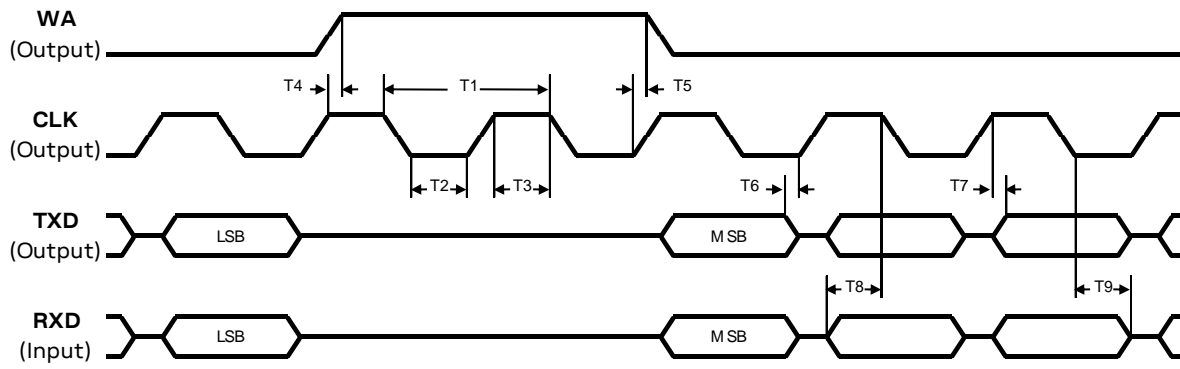 WA
(Output)
T4
T1
T5
CLK
(Output)
T2
T3
T6
T7
TXD
(Output)
LSB
MSB
T8
T9
RXD
(Input)
LSB
MSB